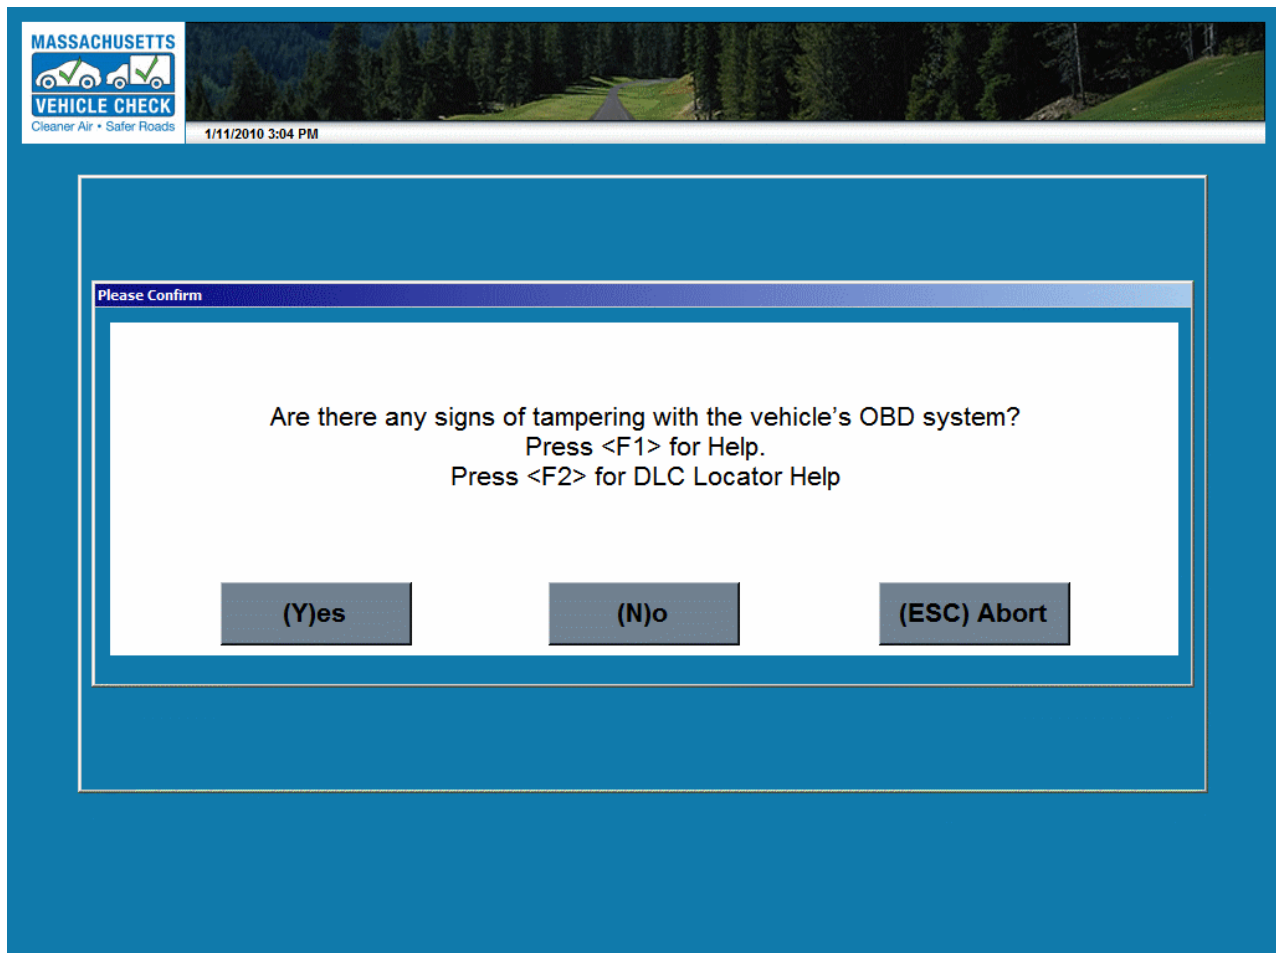 MASSACHUSETTS
VEHICLE CHECK
Cleaner Air • Safer Roads
1/11/2010 3:04 PM
Please Confirm
Are there any signs of tampering with the vehicle’s OBD system?
Press <F1> for Help.
Press <F2> for DLC Locator Help
(Y)es
(N)o
(ESC) Abort